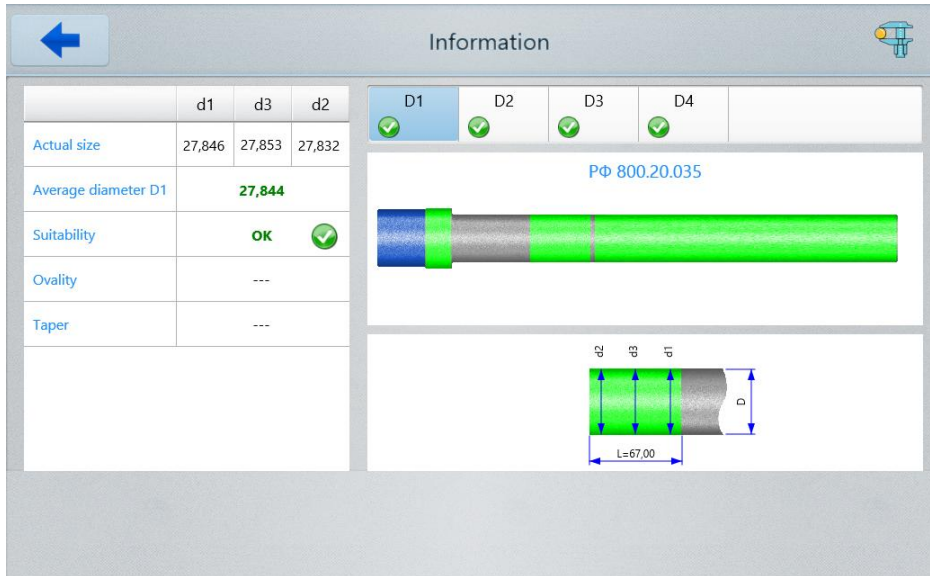 Information
d1 d3 d2
Actual size 27,846 27,853 27,832
Average diameter D1 27,844
Suitability OK
Ovality ---
Taper ---
D1 D2 D3 D4
РФ 800.20.035
d2 d3 d1
D
L=67,00